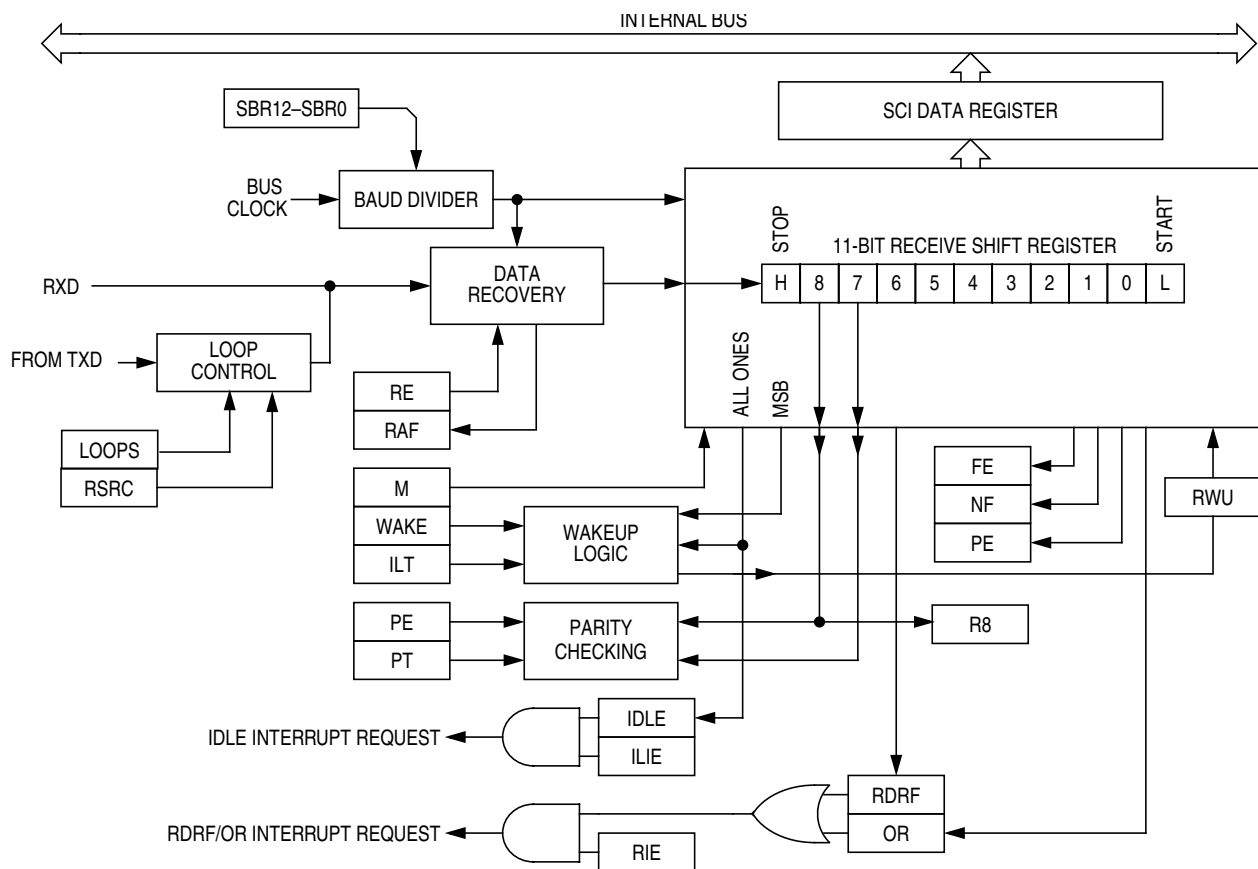 INTERNAL BUS
SBR12–SBR0
SCI DATA REGISTER
BUS
CLOCK
BAUD DIVIDER
STOP
11-BIT RECEIVE SHIFT REGISTER
START
RXD
DATA
RECOVERY
H 8 7 6 5 4 3 2 1 0 L
FROM TXD
LOOP
CONTROL
ALL ONES
MSB
RE
RAF
LOOPS
RSRC
M
WAKE
ILT
WAKEUP
LOGIC
FE
NF
PE
RWU
PE
PT
PARITY
CHECKING
R8
IDLE INTERRUPT REQUEST
IDLE
ILIE
RDRF/OR INTERRUPT REQUEST
RDRF
OR
RIE